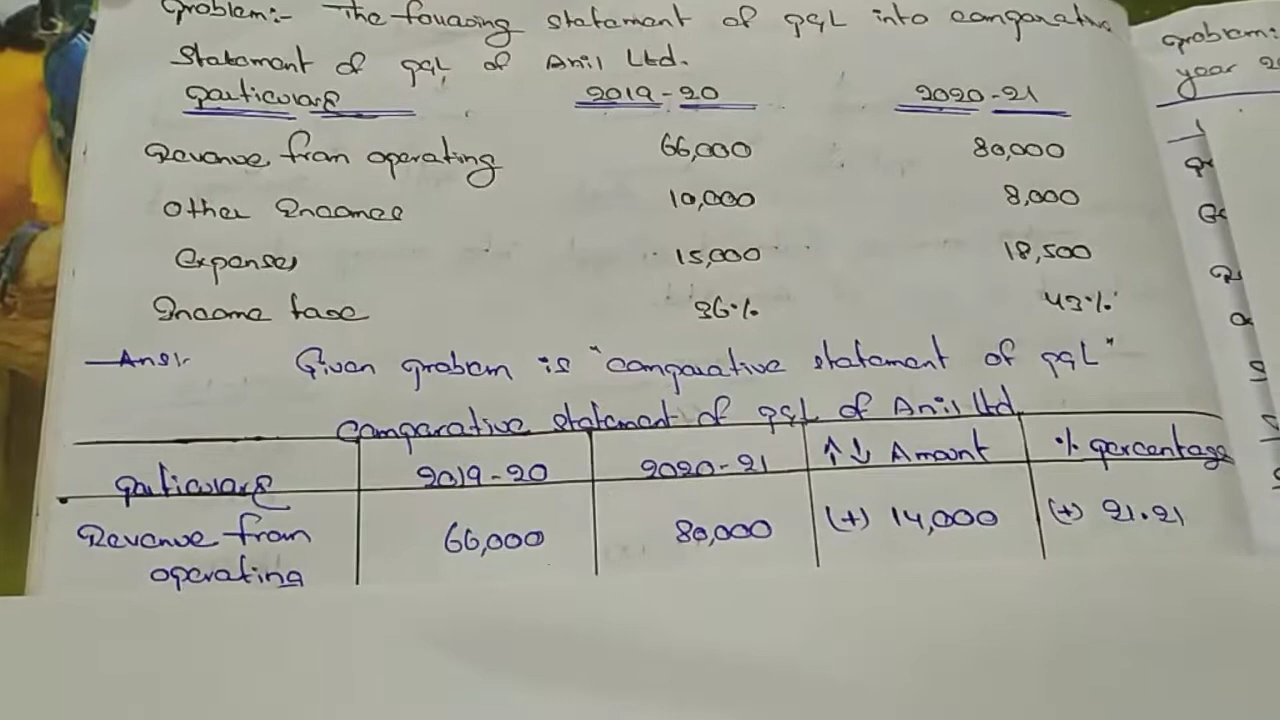 Problem:- The following statement of P&L into comparative
Statement of P&L of Anil Ltd.
Particulars 2019-20 2020-21
Revenue from operating 66,000 80,000
Other Incomes 10,000 8,000
Expenses 15,000 18,500
Income taxe 36% 43%
Ans:- Given problem is "comparative statement of P&L"
Comparative statement of P&L of Anil Ltd
Particulars 2019-20 2020-21 ↑↓ Amount % percentage
Revenue from 66,000 80,000 (+) 14,000 (+) 21.21
operating
problem:
year